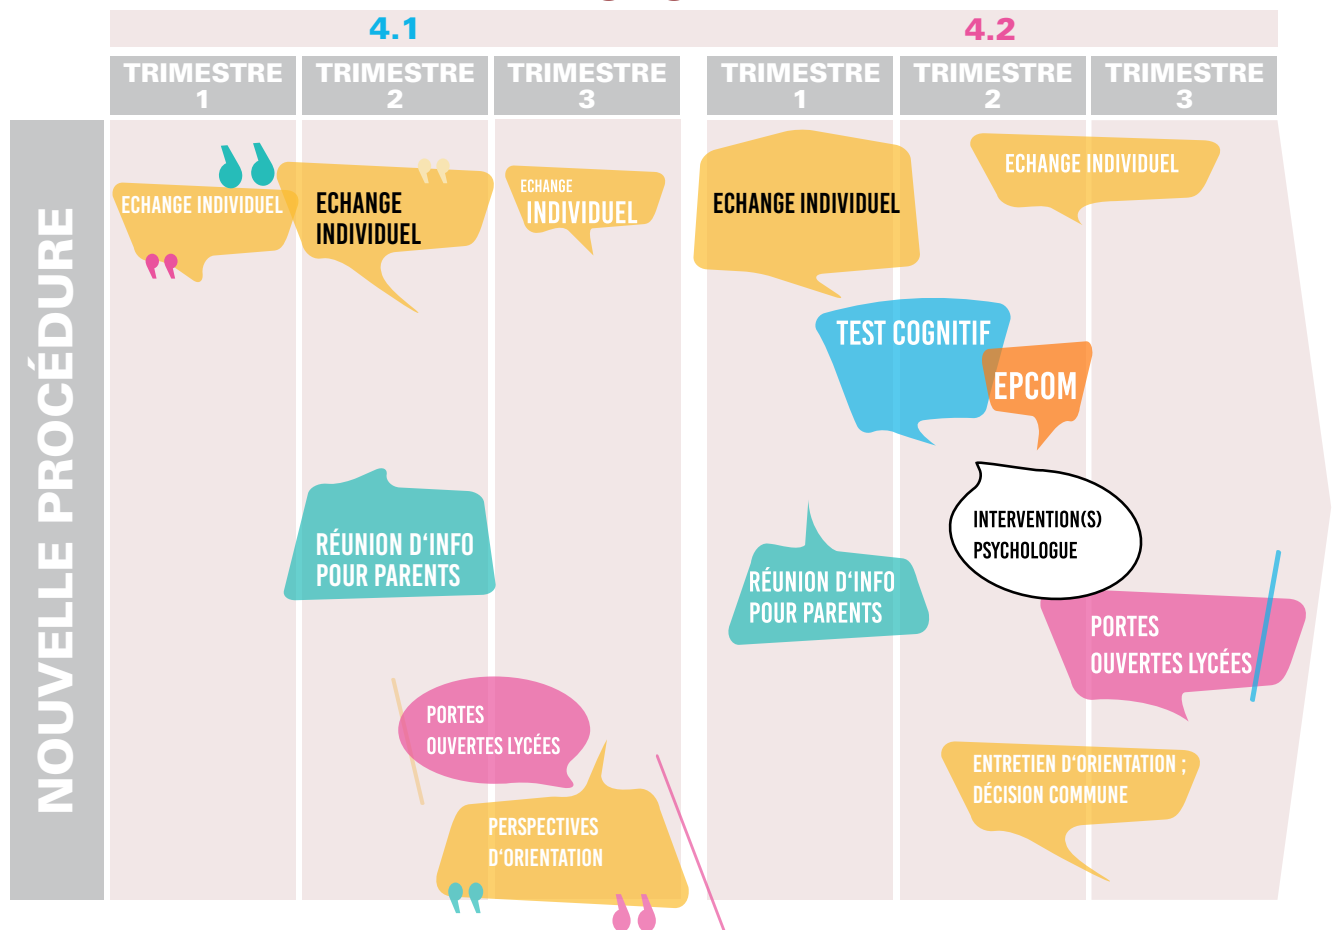 4.1
4.2
TRIMESTRE
1
TRIMESTRE
2
TRIMESTRE
3
TRIMESTRE
1
TRIMESTRE
2
TRIMESTRE
3
NOUVELLE PROCÉDURE
ECHANGE INDIVIDUEL
ECHANGE
INDIVIDUEL
ECHANGE
INDIVIDUEL
ECHANGE INDIVIDUEL
ECHANGE INDIVIDUEL
TEST COGNITIF
EPCOM
INTERVENTION(S)
PSYCHOLOGUE
RÉUNION D'INFO
POUR PARENTS
RÉUNION D'INFO
POUR PARENTS
PORTES
OUVERTES LYCÉES
PORTES
OUVERTES LYCÉES
PERSPECTIVES
D'ORIENTATION
ENTRETIEN D'ORIENTATION ;
DÉCISION COMMUNE